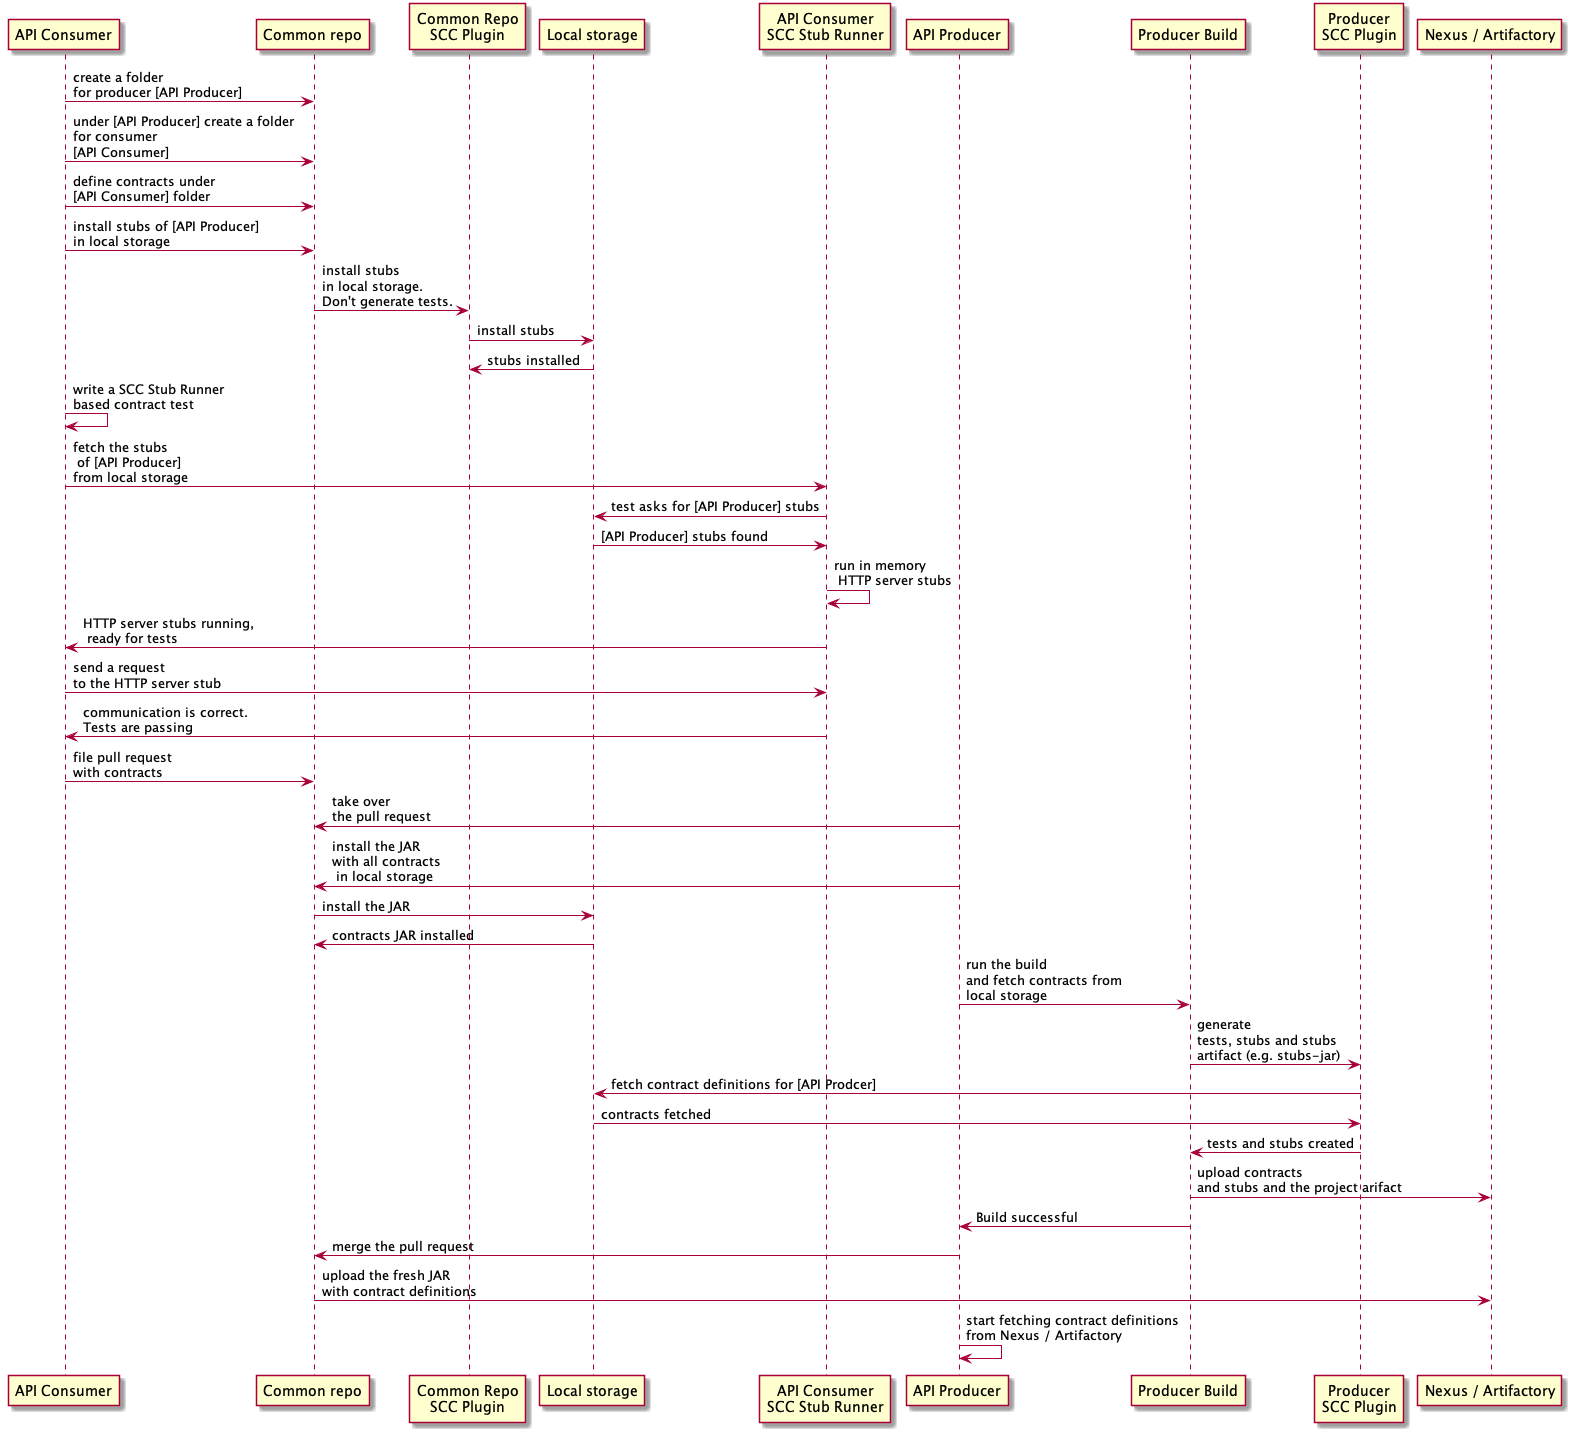 API Consumer
Common repo
Common Repo
SCC Plugin
Local storage
API Consumer
SCC Stub Runner
API Producer
Producer Build
Producer
SCC Plugin
Nexus / Artifactory
create a folder
for producer [API Producer]
under [API Producer] create a folder
for consumer
[API Consumer]
define contracts under
[API Consumer] folder
install stubs of [API Producer]
in local storage
install stubs
in local storage.
Don't generate tests.
install stubs
stubs installed
write a SCC Stub Runner
based contract test
fetch the stubs
of [API Producer]
from local storage
test asks for [API Producer] stubs
[API Producer] stubs found
run in memory
HTTP server stubs
HTTP server stubs running,
ready for tests
send a request
to the HTTP server stub
communication is correct.
Tests are passing
file pull request
with contracts
take over
the pull request
install the JAR
with all contracts
in local storage
install the JAR
contracts JAR installed
run the build
and fetch contracts from
local storage
generate
tests, stubs and stubs
artifact (e.g. stubs-jar)
fetch contract definitions for [API Prodcer]
contracts fetched
tests and stubs created
upload contracts
and stubs and the project arifact
Build successful
merge the pull request
upload the fresh JAR
with contract definitions
start fetching contract definitions
from Nexus / Artifactory
API Consumer
Common repo
Common Repo
SCC Plugin
Local storage
API Consumer
SCC Stub Runner
API Producer
Producer Build
Producer
SCC Plugin
Nexus / Artifactory